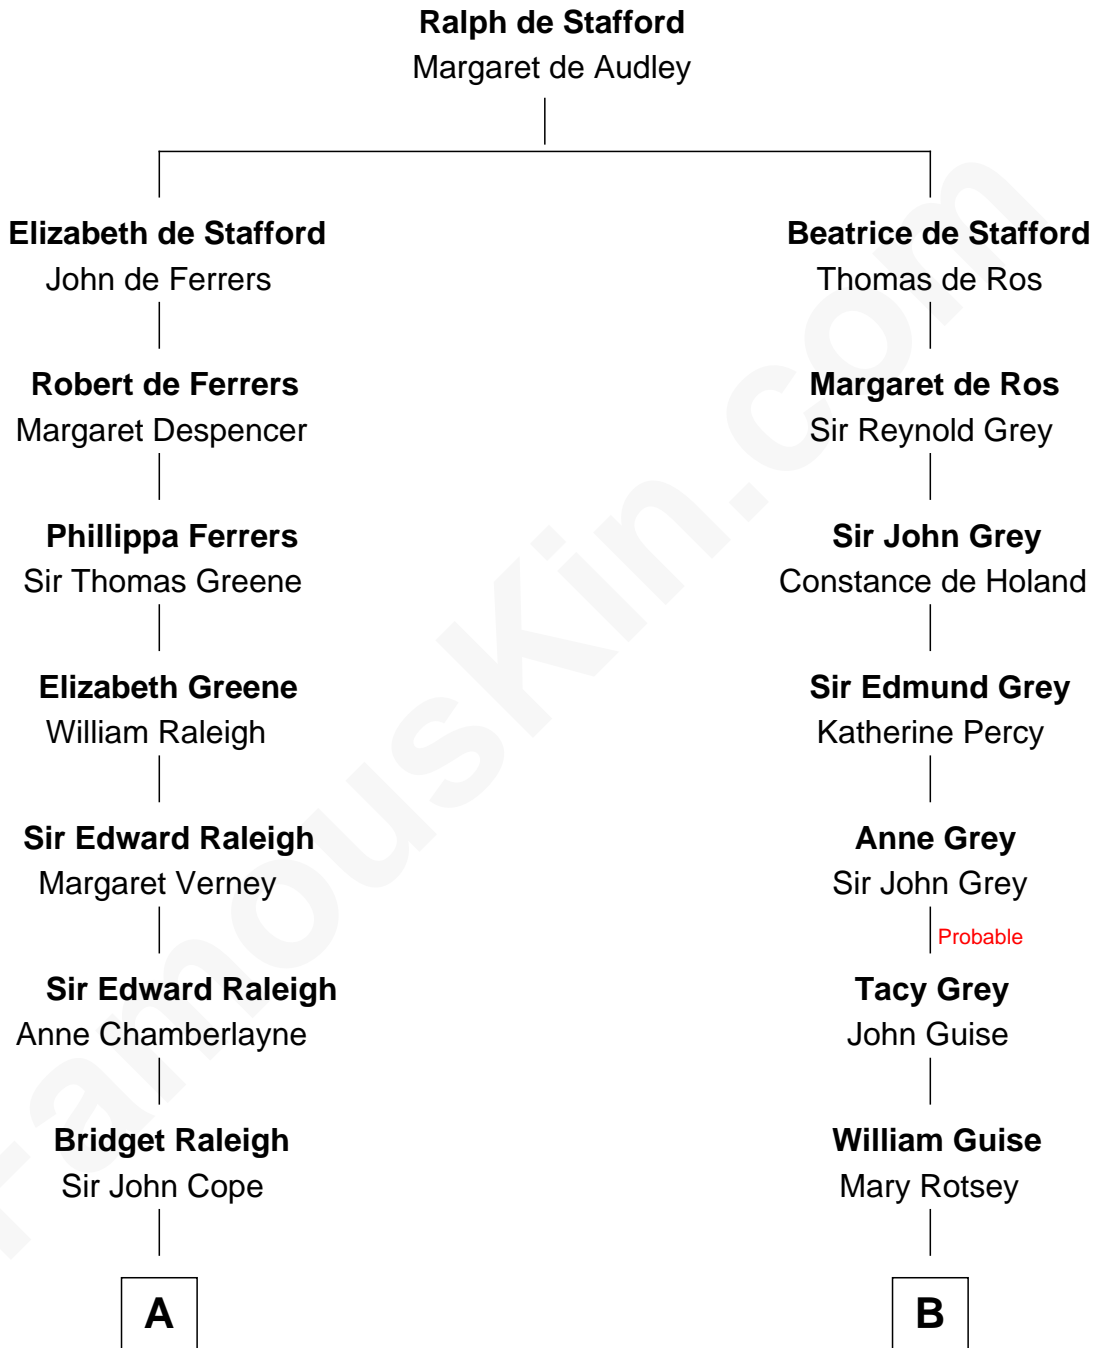 Ralph de Stafford
Margaret de Audley
Elizabeth de Stafford
John de Ferrers
Robert de Ferrers
Margaret Despencer
Phillippa Ferrers
Sir Thomas Greene
Elizabeth Greene
William Raleigh
Sir Edward Raleigh
Margaret Verney
Sir Edward Raleigh
Anne Chamberlayne
Bridget Raleigh
Sir John Cope
A
Beatrice de Stafford
Thomas de Ros
Margaret de Ros
Sir Reynold Grey
Sir John Grey
Constance de Holand
Sir Edmund Grey
Katherine Percy
Anne Grey
Sir John Grey
Probable
Tacy Grey
John Guise
William Guise
Mary Rotsey
B
FamousKin.com